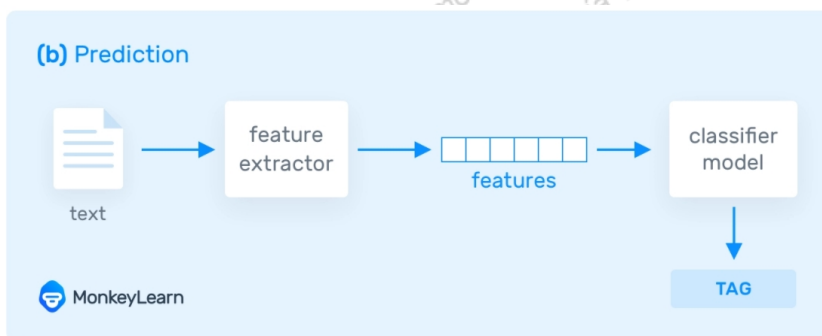 (b) Prediction
feature
extractor
classifier
model
features
text
TAG
MonkeyLearn